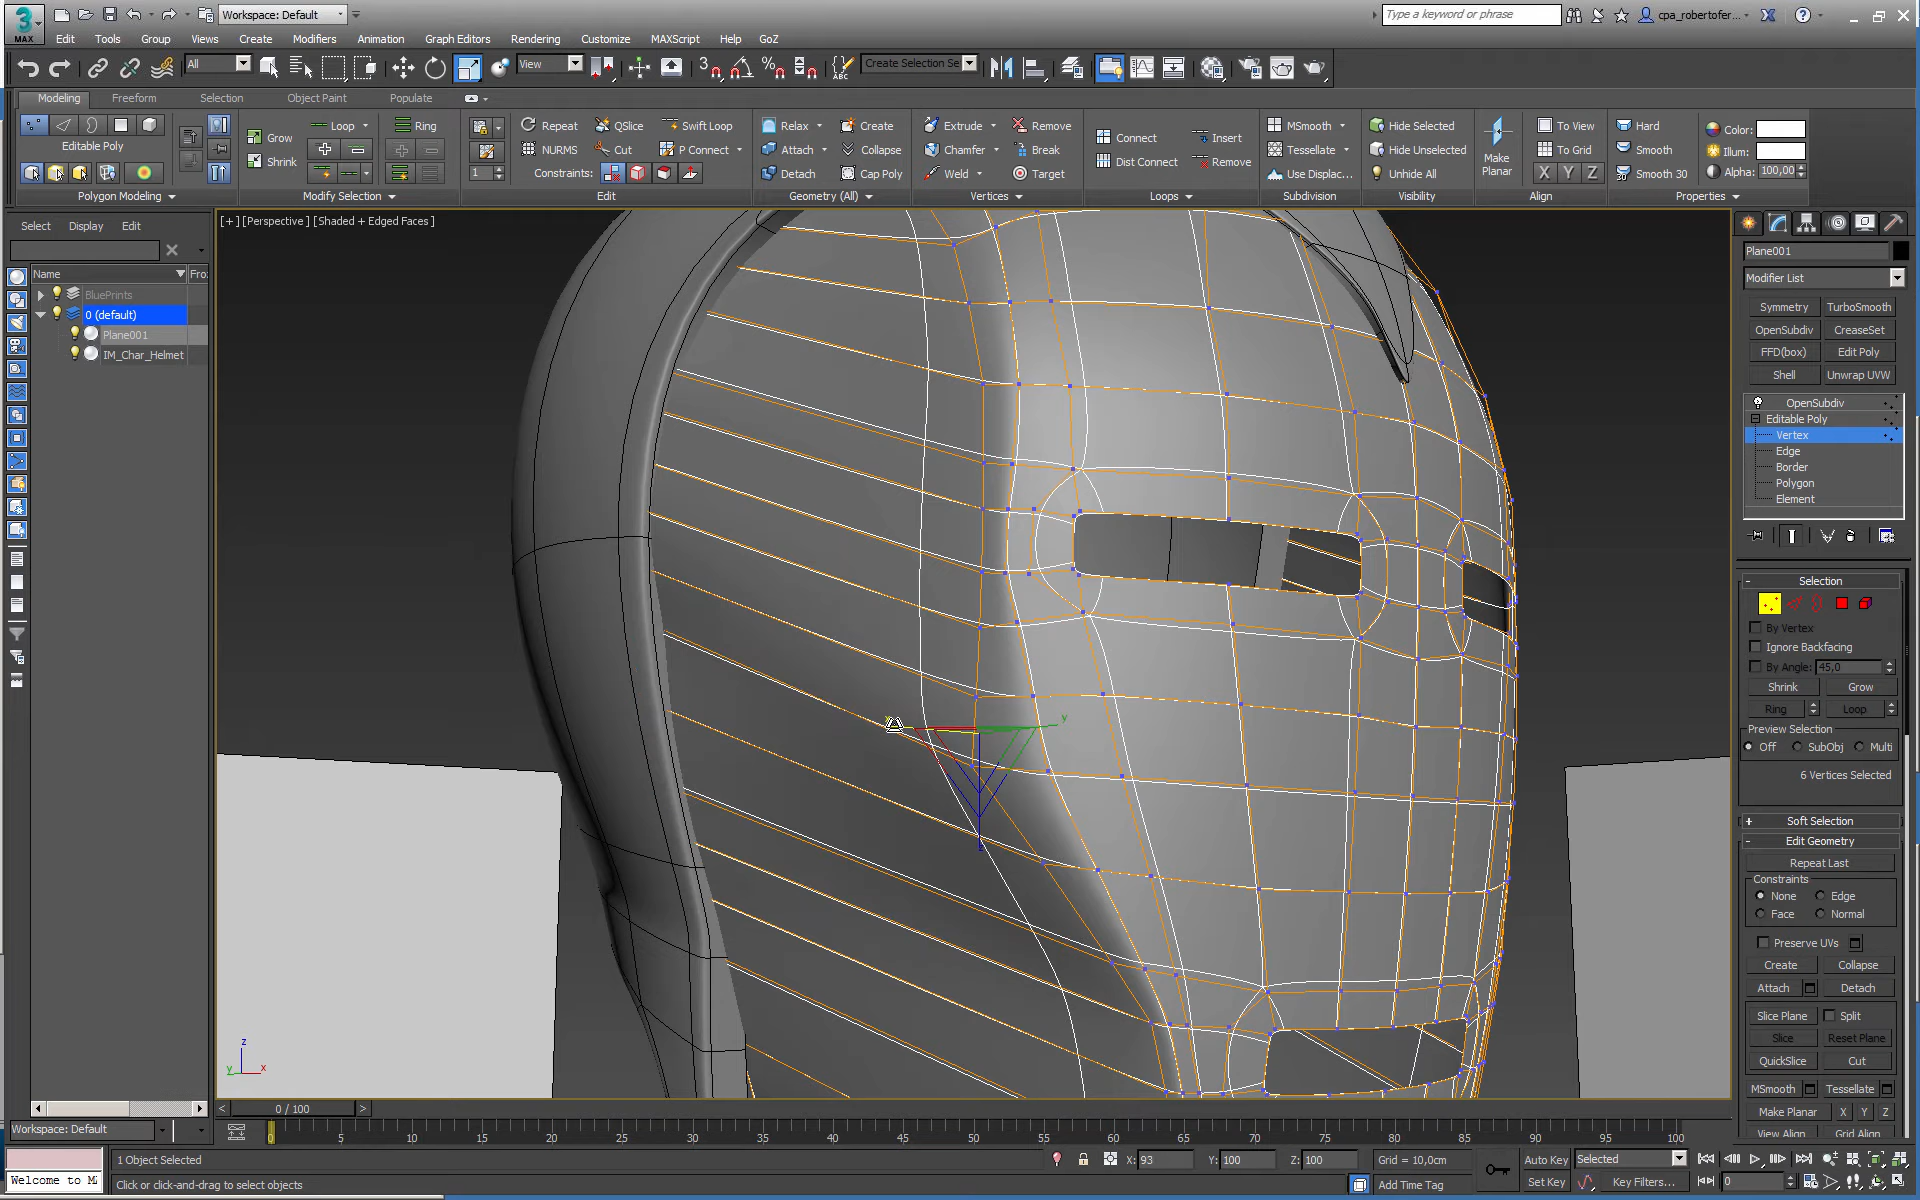 3
MAX
Workspace: Default
Type a keyword or phrase
cpa_robertofer...
Edit Tools Group Views Create Modifiers Animation Graph Editors Rendering Customize MAXScript Help GoZ
All
View
3
ABC
Create Selection Se
Modeling Freeform Selection Object Paint Populate
Editable Poly
Polygon Modeling
Grow
Shrink
Loop
Ring
Modify Selection
1
Repeat QSlice Swift Loop
NURMS Cut P Connect
Constraints:
Edit
Relax Create
Attach Collapse
Detach Cap Poly
Geometry (All)
Extrude Remove
Chamfer Break
Weld Target
Vertices
Connect Insert
Dist Connect Remove
Loops
MSmooth
Tessellate
Use Displac...
Subdivision
Hide Selected
Hide Unselected
Unhide All
Visibility
Make
Planar
To View
To Grid
X Y Z
Align
Hard
Smooth
Smooth 30
30
Color:
Illum:
Alpha: 100,00
Properties
Select Display Edit
Name Fro
BluePrints
0 (default)
Plane001
IM_Char_Helmet
[+] [Perspective] [Shaded + Edged Faces]
y
z
y
x
Plane001
Modifier List
Symmetry TurboSmooth
OpenSubdiv CreaseSet
FFD(box) Edit Poly
Shell Unwrap UVW
OpenSubdiv
Editable Poly
Vertex
Edge
Border
Polygon
Element
Selection
By Vertex
Ignore Backfacing
By Angle: 45,0
Shrink Grow
Ring Loop
Preview Selection
Off SubObj Multi
6 Vertices Selected
Soft Selection
Edit Geometry
Repeat Last
Constraints
None Edge
Face Normal
Preserve UVs
Create Collapse
Attach Detach
Slice Plane Split
Slice Reset Plane
QuickSlice Cut
MSmooth Tessellate
Make Planar X Y Z
View Align Grid Align
0 / 100
Workspace: Default
0 5 10 15 20 25 30 35 40 45 50 55 60 65 70 75 80 85 90 95 100
1 Object Selected
X: 93 Y: 100 Z: 100
Grid = 10,0cm
Auto Key Selected
Welcome to MA
Click or click-and-drag to select objects
Add Time Tag
Set Key Key Filters...
0